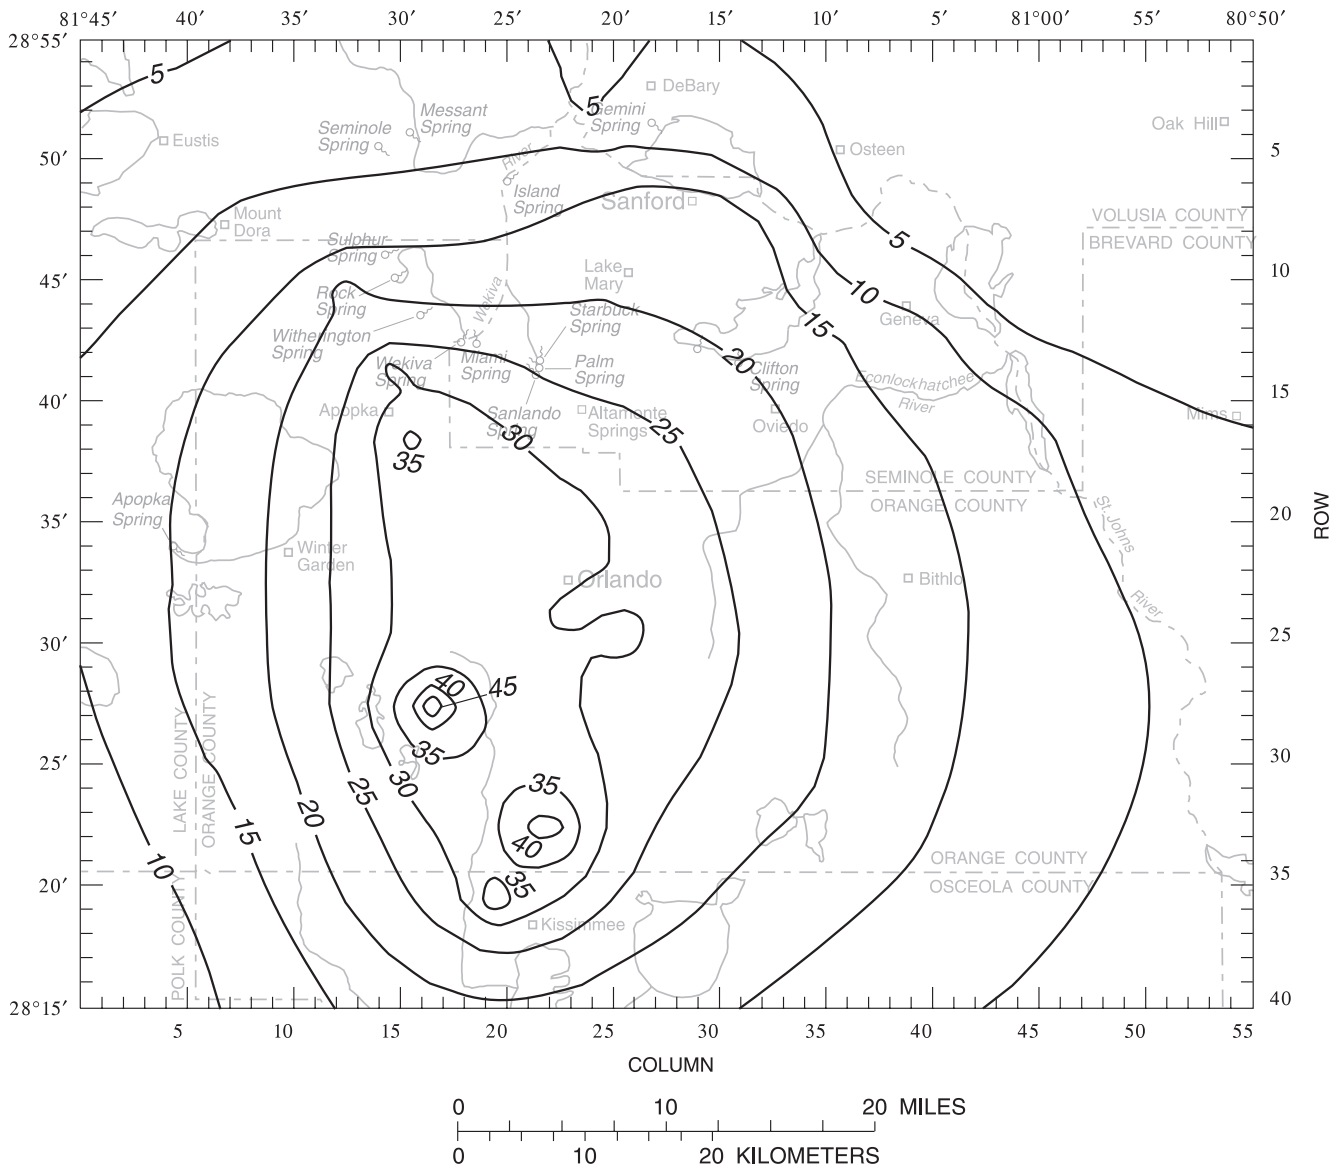 81°45′ 40′ 35′ 30′ 25′ 20′ 15′ 10′ 5′ 81°00′ 55′ 80°50′
28°55′
5
5
DeBary
Gemini
Spring
Messant
Spring
Seminole
Spring
Eustis
Oak Hill
Osteen
50′
5
River
Island
Spring
Sanford
Mount
Dora
VOLUSIA COUNTY
BREVARD COUNTY
5
Sulphur
Spring
Lake
Mary
45′
10
Rock
Spring
10
Wekiva
Starbuck
Spring
Geneva
15
Witherington
Spring
Wekiva
Spring
Miami
Spring
Palm
Spring
20
Clifton
Spring
Econlockhatchee
River
40′
15
Apopka
Sanlando
Spring
Altamonte
Springs
Oviedo
Mims
30
25
35
SEMINOLE COUNTY
ORANGE COUNTY
Apopka
Spring
St. Johns
River
35′
20
ROW
Winter
Garden
Orlando
Bithlo
30′
25
40
45
35
25′
30
35
LAKE COUNTY
ORANGE COUNTY
30
25
20
15
40
10
ORANGE COUNTY
OSCEOLA COUNTY
20′
35
35
Kissimmee
POLK COUNTY
28°15′
40
5 10 15 20 25 30 35 40 45 50 55
COLUMN
0 10 20 MILES
0 10 20 KILOMETERS